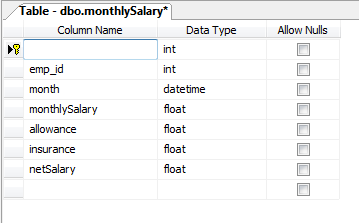 Table - dbo.monthlySalary*
Column Name Data Type Allow Nulls
int
emp_id int
month datetime
monthlySalary float
allowance float
insurance float
netSalary float